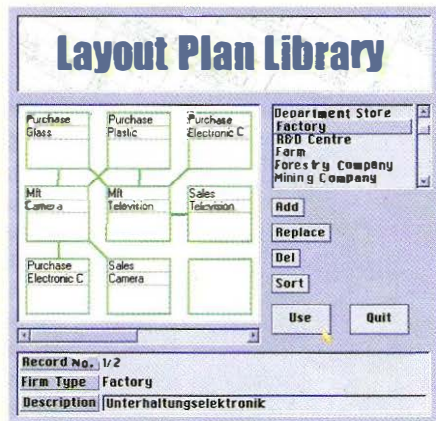 Layout Plan Library
Purchase Glass
Purchase Plastic
Purchase Electronic C
Mft Camera
Mft Television
Sales Television
Purchase Electronic C
Sales Camera
Department Store
Factory
R&D Centre
Farm
Forestry Company
Mining Company
Add
Replace
Del
Sort
Use
Quit
Record No. 1/2
Firm Type Factory
Description Unterhaltungselektronik